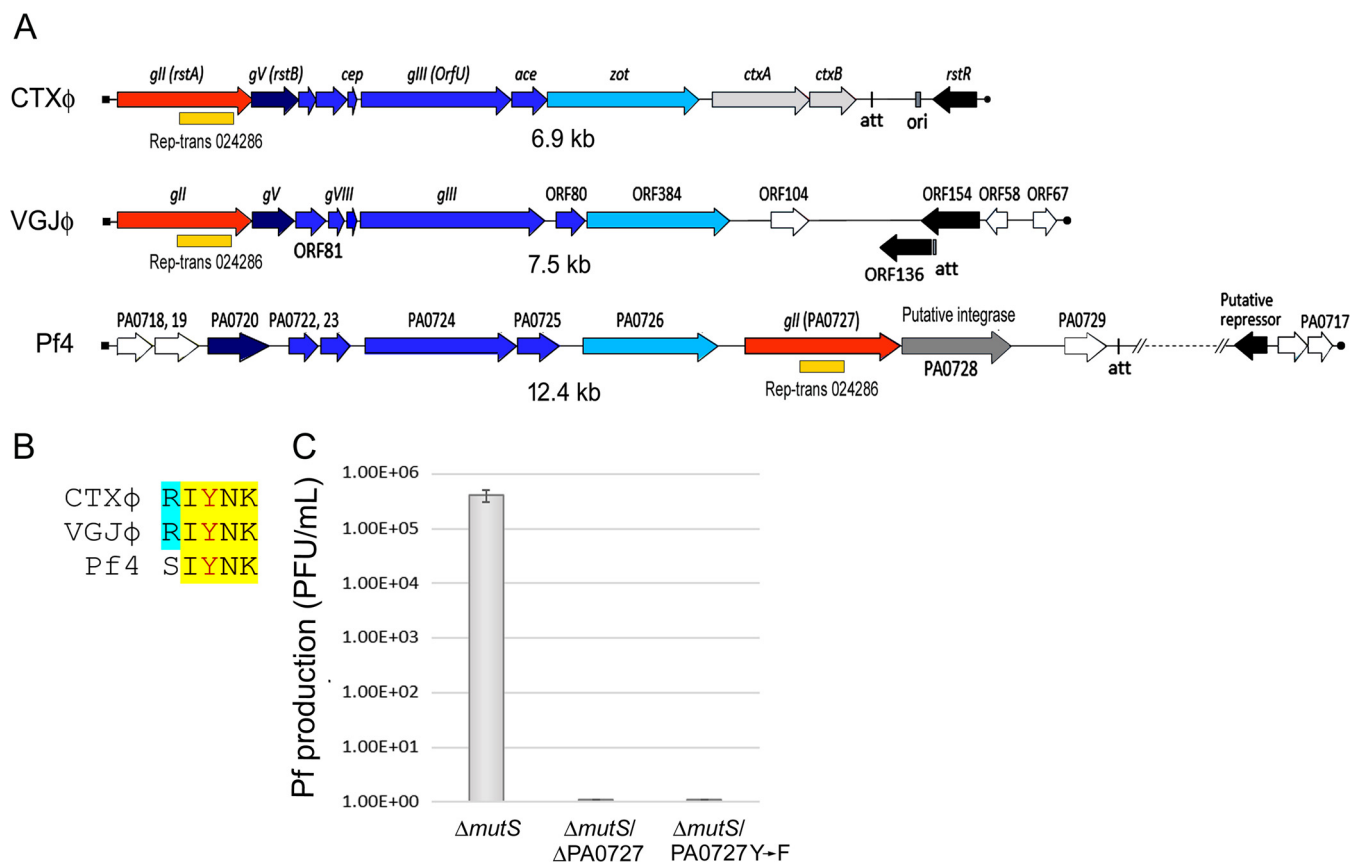 A
gII (rstA) gV (rstB) cep gIII (OrfU) ace zot ctxA ctxB rstR
CTXϕ
att ori
Rep-trans 024286
6.9 kb
gII gV gVIII gIII ORF80 ORF384 ORF104 ORF154 ORF58 ORF67
VGJϕ
Rep-trans 024286
ORF81
7.5 kb
ORF136 att
PA0718, 19 PA0720 PA0722, 23 PA0724 PA0725 PA0726 gII (PA0727) Putative integrase PA0729 Putative repressor PA0717
Pf4
PA0728
att
Rep-trans 024286
12.4 kb
B
CTXϕ RIYNK
VGJϕ RIYNK
Pf4 SIYNK
C
Pf production (PFU/mL)
1.00E+06
1.00E+05
1.00E+04
1.00E+03
1.00E+02
1.00E+01
1.00E+00
ΔmutS
ΔmutS/
ΔPA0727
ΔmutS/
PA0727Y→F